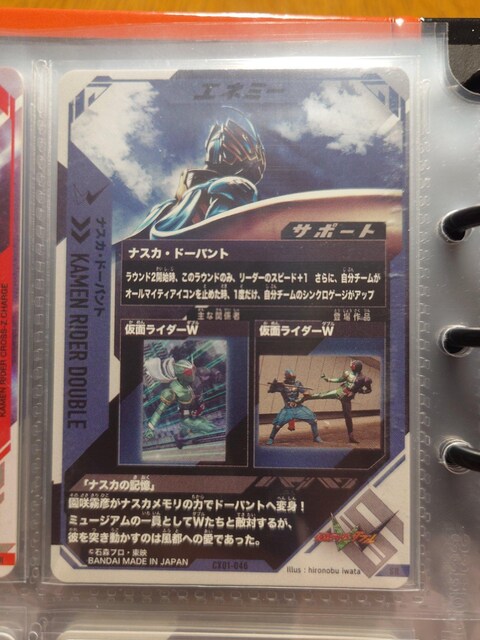 エネミー
サポート
ナスカ・ドーパント
KAMEN RIDER DOUBLE
ナスカ・ドーパント
ラウンド2開始時、このラウンドのみ、リーダーのスピード+1 さらに、自分チームが
オールマイティアイコンを止めた時、1度だけ、自分チームのシンクロゲージがアップ
主な関係者
登場作品
仮面ライダーW
仮面ライダーW
「ナスカの記憶」
園咲霧彦がナスカメモリの力でドーパントへ変身!
ミュージアムの一員としてWたちと敵対するが、
彼を突き動かすのは風都への愛であった。
©石森プロ・東映
BANDAI MADE IN JAPAN
CX01-046
Illus : hironobu iwata
KAMEN RIDER CROSS-Z CHARGE